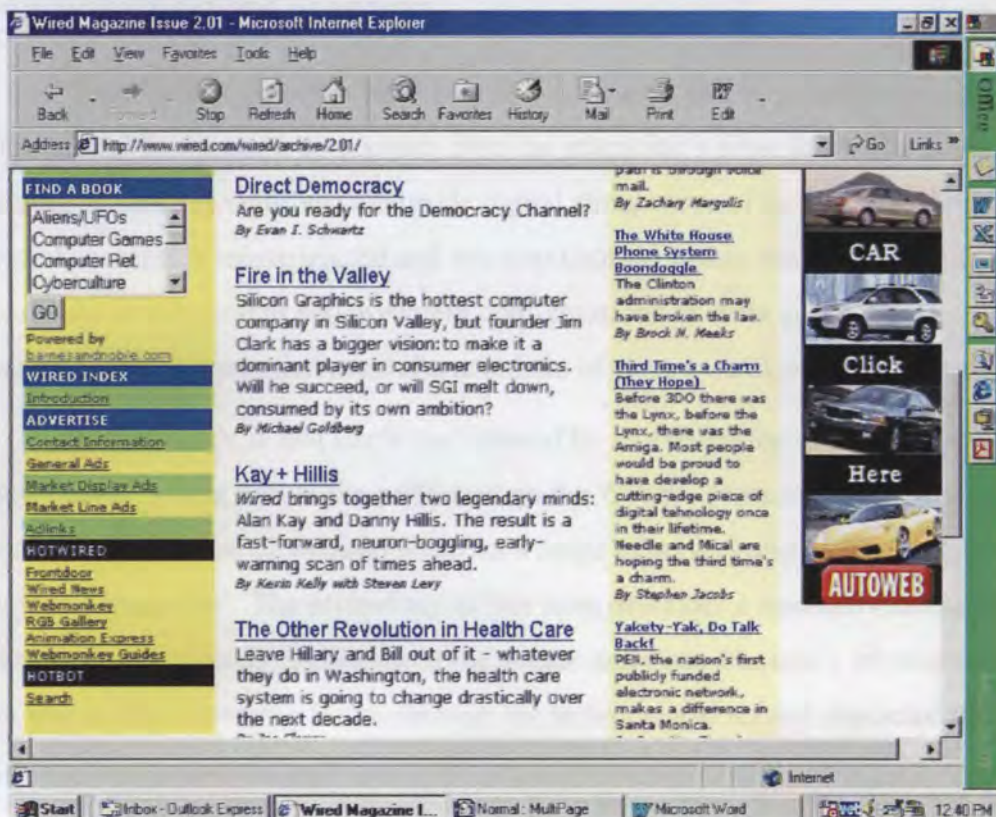 Wired Magazine Issue 2.01 - Microsoft Internet Explorer
File Edit View Favorites Tools Help
Back Forward Stop Refresh Home Search Favorites History Mail Print Edit
Address http://www.wired.com/wired/archive/2.01/ Go Links »
Office
FIND A BOOK
Aliens/UFOs
Computer Games
Computer Ref.
Cyberculture
GO
Powered by
barnesandnoble.com
WIRED INDEX
Introduction
ADVERTISE
Contact Information
General Ads
Market Display Ads
Market Line Ads
Adlinks
HOTWIRED
Frontdoor
Wired News
Webmonkey
RGB Gallery
Animation Express
Webmonkey Guides
HOTBOT
Search
Direct Democracy
Are you ready for the Democracy Channel?
By Evan I. Schwartz
Fire in the Valley
Silicon Graphics is the hottest computer
company in Silicon Valley, but founder Jim
Clark has a bigger vision: to make it a
dominant player in consumer electronics.
Will he succeed, or will SGI melt down,
consumed by its own ambition?
By Michael Goldberg
Kay + Hillis
Wired brings together two legendary minds:
Alan Kay and Danny Hillis. The result is a
fast-forward, neuron-boggling, early-
warning scan of times ahead.
By Kevin Kelly with Steven Levy
The Other Revolution in Health Care
Leave Hillary and Bill out of it - whatever
they do in Washington, the health care
system is going to change drastically over
the next decade.
path is through voice
mail.
By Zachary Margulis
The White House
Phone System
Boondoggle
The Clinton
administration may
have broken the law.
By Brock N. Meeks
Third Time's a Charm
(They Hope)
Before 3DO there was
the Lynx, before the
Lynx, there was the
Amiga. Most people
would be proud to
have develop a
cutting-edge piece of
digital tehnology once
in their lifetime.
Needle and Mical are
hoping the third time's
a charm.
By Stephen Jacobs
Yakety-Yak, Do Talk
Back!
PEN, the nation's first
publicly funded
electronic network,
makes a difference in
Santa Monica.
CAR
Click
Here
AUTOWEB
Internet
Start Inbox - Outlook Express Wired Magazine I... Normal: MultiPage Microsoft Word 12:40 PM